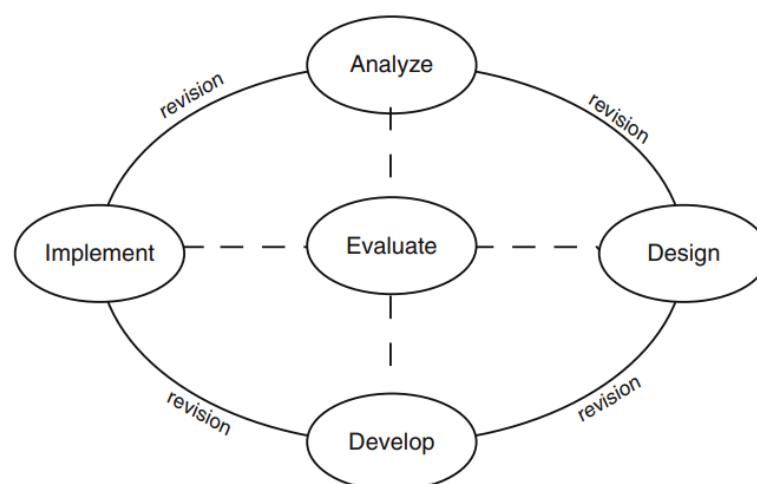 Analyze
revision
revision
Implement
Evaluate
Design
revision
revision
Develop